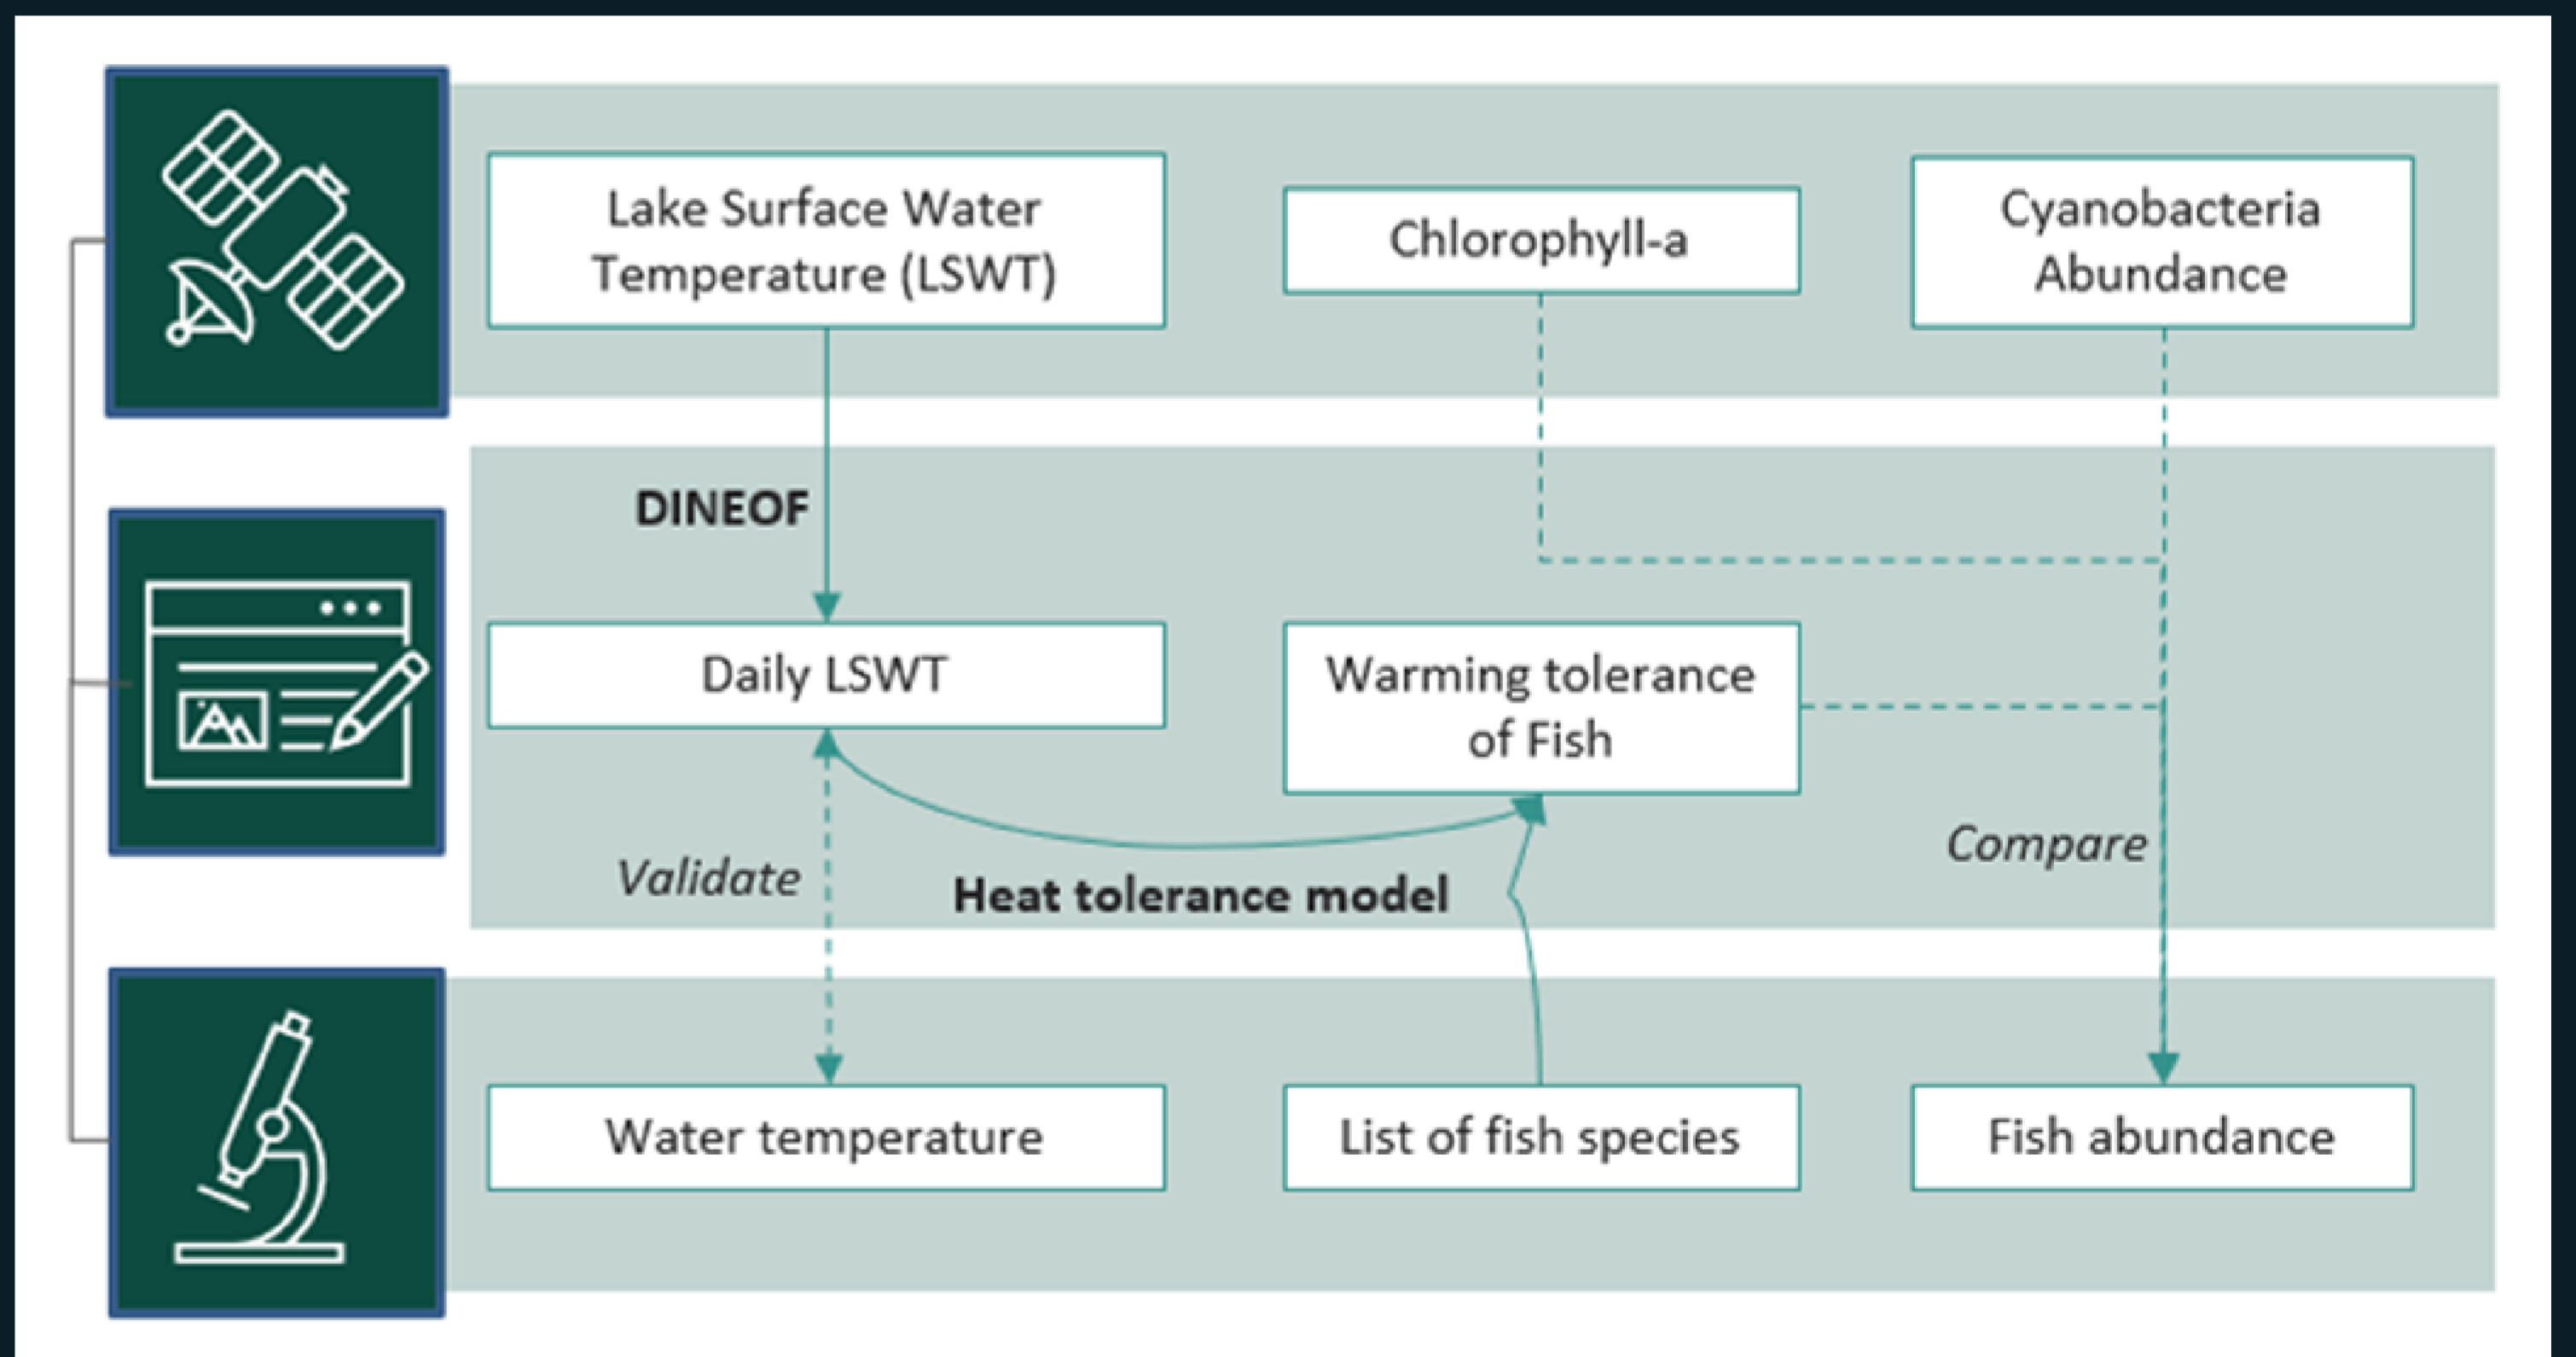 Lake Surface Water
Temperature (LSWT)
Chlorophyll-a
Cyanobacteria
Abundance
DINEOF
Daily LSWT
Warming tolerance
of Fish
Validate
Heat tolerance model
Compare
Water temperature
List of fish species
Fish abundance